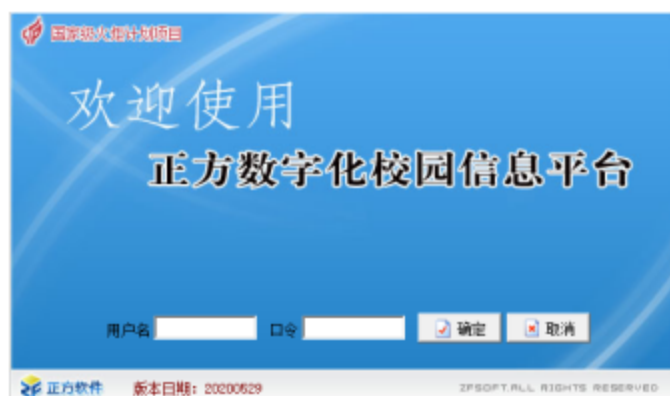 国家级火炬计划项目
欢迎使用
正方数字化校园信息平台
用户名 口令 确定 取消
正方软件 版本日期：20200529 ZFSOFT.ALL RIGHTS RESERVED